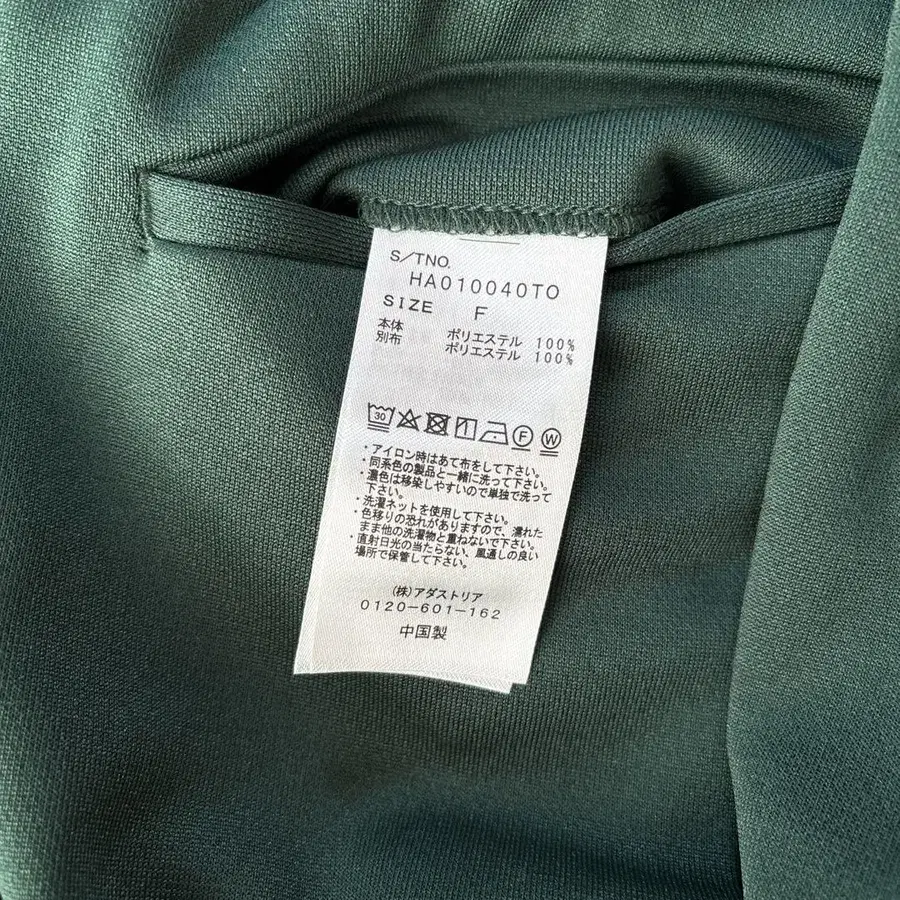 S/TNO.
HA010040TO
SIZE F
本体 ポリエステル 100%
別布 ポリエステル 100%
30 F W
・アイロン時はあて布をして下さい。
・同系色の製品と一緒に洗って下さい。
・濃色は移染しやすいので単独で洗って
下さい。
・洗濯ネットを使用して下さい。
・色移りの恐れがありますので、濡れた
まま他の洗濯物と重ねないで下さい。
・直射日光の当たらない、風通しの良い
場所で保管して下さい。
(株)アダストリア
0120-601-162
中国製